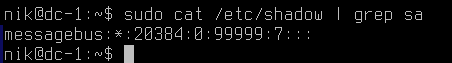 nik@dc-1:~$ sudo cat /etc/shadow | grep sa
messagebus:*:20384:0:99999:7:::
nik@dc-1:~$